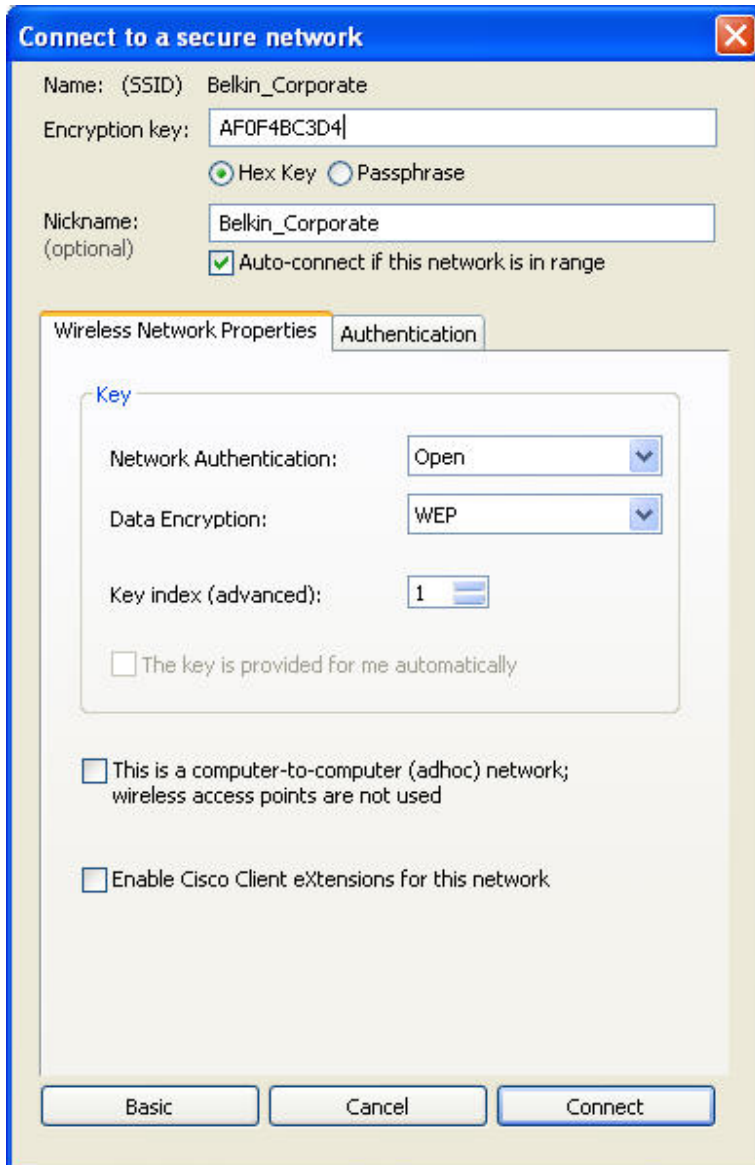 Connect to a secure network
Name: (SSID) Belkin_Corporate
Encryption key: AF0F4BC3D4
Hex Key Passphrase
Nickname: Belkin_Corporate
(optional)
Auto-connect if this network is in range
Wireless Network Properties Authentication
Key
Network Authentication: Open
Data Encryption: WEP
Key index (advanced): 1
The key is provided for me automatically
This is a computer-to-computer (adhoc) network;
wireless access points are not used
Enable Cisco Client eXtensions for this network
Basic Cancel Connect